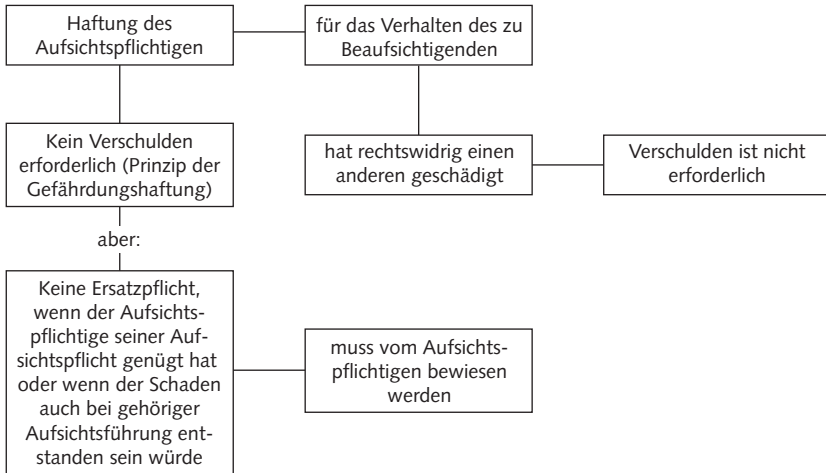 Haftung des
Aufsichtspflichtigen
für das Verhalten des zu
Beaufsichtigenden
Kein Verschulden
erforderlich (Prinzip der
Gefährdungshaftung)
hat rechtswidrig einen
anderen geschädigt
Verschulden ist nicht
erforderlich
aber:
Keine Ersatzpflicht,
wenn der Aufsichts-
pflichtige seiner Auf-
sichtspflicht genügt hat
oder wenn der Schaden
auch bei gehöriger
Aufsichtsführung ent-
standen sein würde
muss vom Aufsichts-
pflichtigen bewiesen
werden